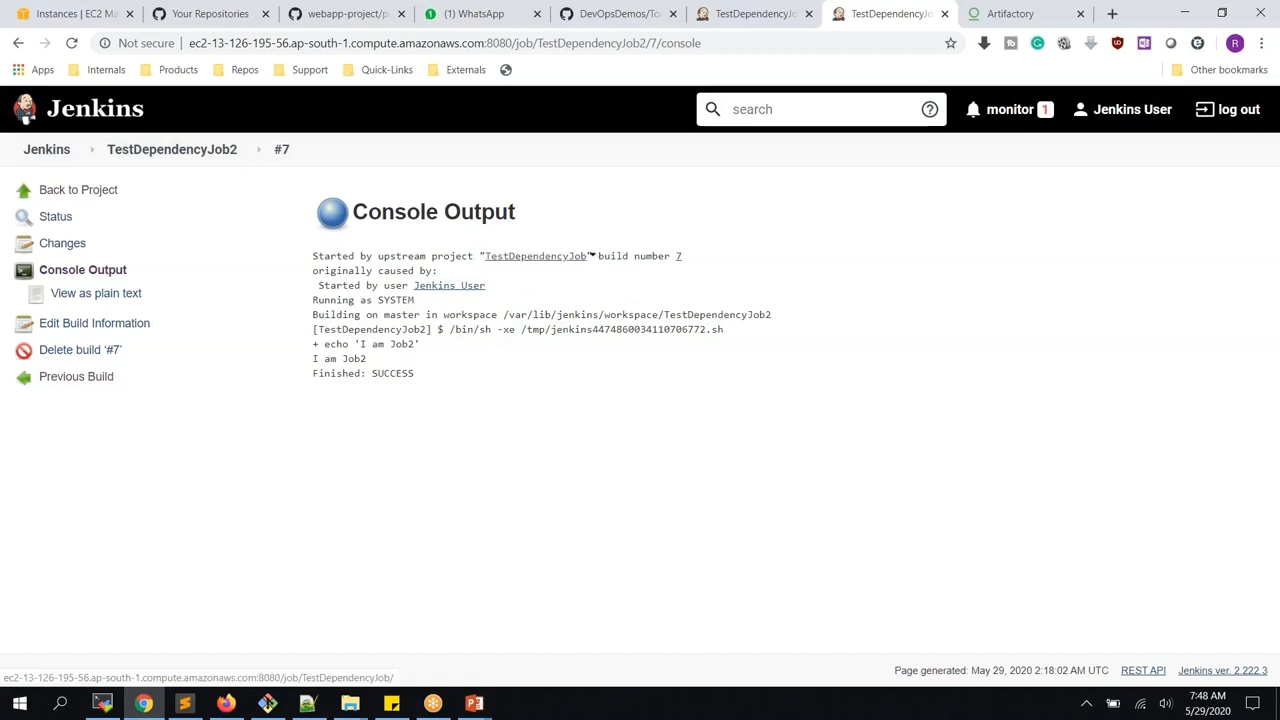 Instances | EC2 Ma
Your Repositories
webapp-project/p
(1) WhatsApp
DevOpsDemos/To
TestDependencyJ
TestDependencyJo
Artifactory
Not secure | ec2-13-126-195-56.ap-south-1.compute.amazonaws.com:8080/job/TestDependencyJob2/7/console
Apps
Internals
Products
Repos
Support
Quick-Links
Externals
Other bookmarks
Jenkins
search
monitor 1
Jenkins User
log out
Jenkins
TestDependencyJob2
#7
Back to Project
Status
Changes
Console Output
View as plain text
Edit Build Information
Delete build '#7'
Previous Build
Console Output
Started by upstream project "TestDependencyJob" build number 7
originally caused by:
Started by user Jenkins User
Running as SYSTEM
Building on master in workspace /var/lib/jenkins/workspace/TestDependencyJob2
[TestDependencyJob2] $ /bin/sh -xe /tmp/jenkins4474860034110706772.sh
+ echo 'I am Job2'
I am Job2
Finished: SUCCESS
ec2-13-126-195-56.ap-south-1.compute.amazonaws.com:8080/job/TestDependencyJob/
Page generated: May 29, 2020 2:18:02 AM UTC
REST API
Jenkins ver. 2.222.3
7:48 AM
5/29/2020